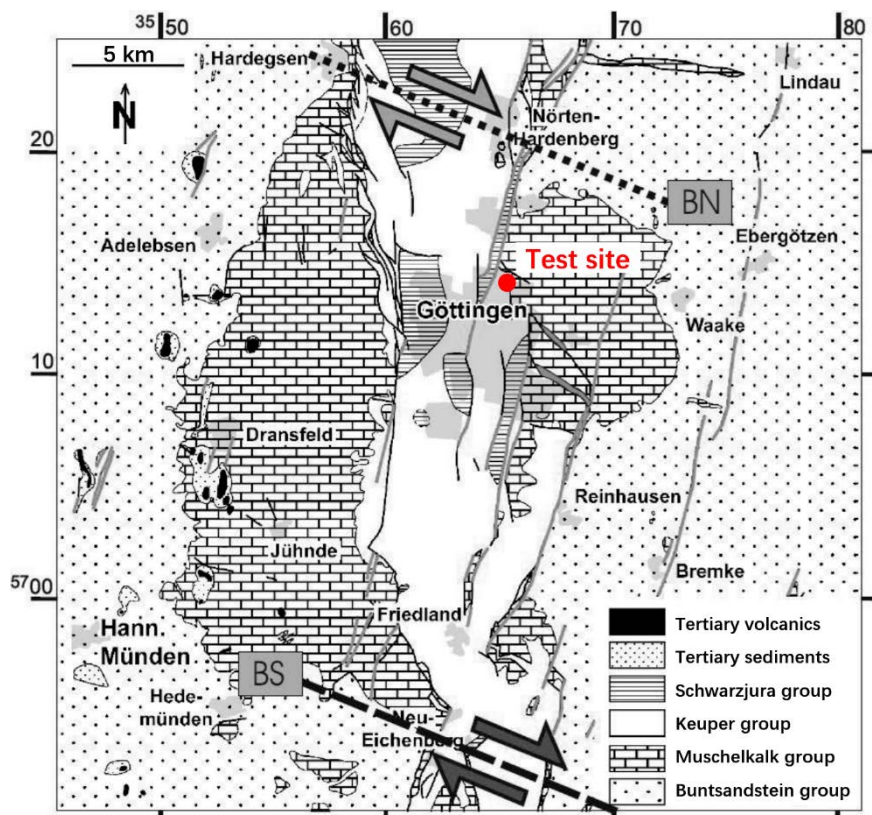 35 50
60
70
80
5 km
Hardegsen
Lindau
N
Nörten-
Hardenberg
20
BN
Adelebsen
Ebergötzen
Test site
Göttingen
Waake
10
Dransfeld
Reinhausen
Jühnde
Bremke
57 00
Friedland
Hann.
Münden
BS
Hede-
münden
Neu-
Eichenberg
Tertiary volcanics
Tertiary sediments
Schwarzjura group
Keuper group
Muschelkalk group
Buntsandstein group